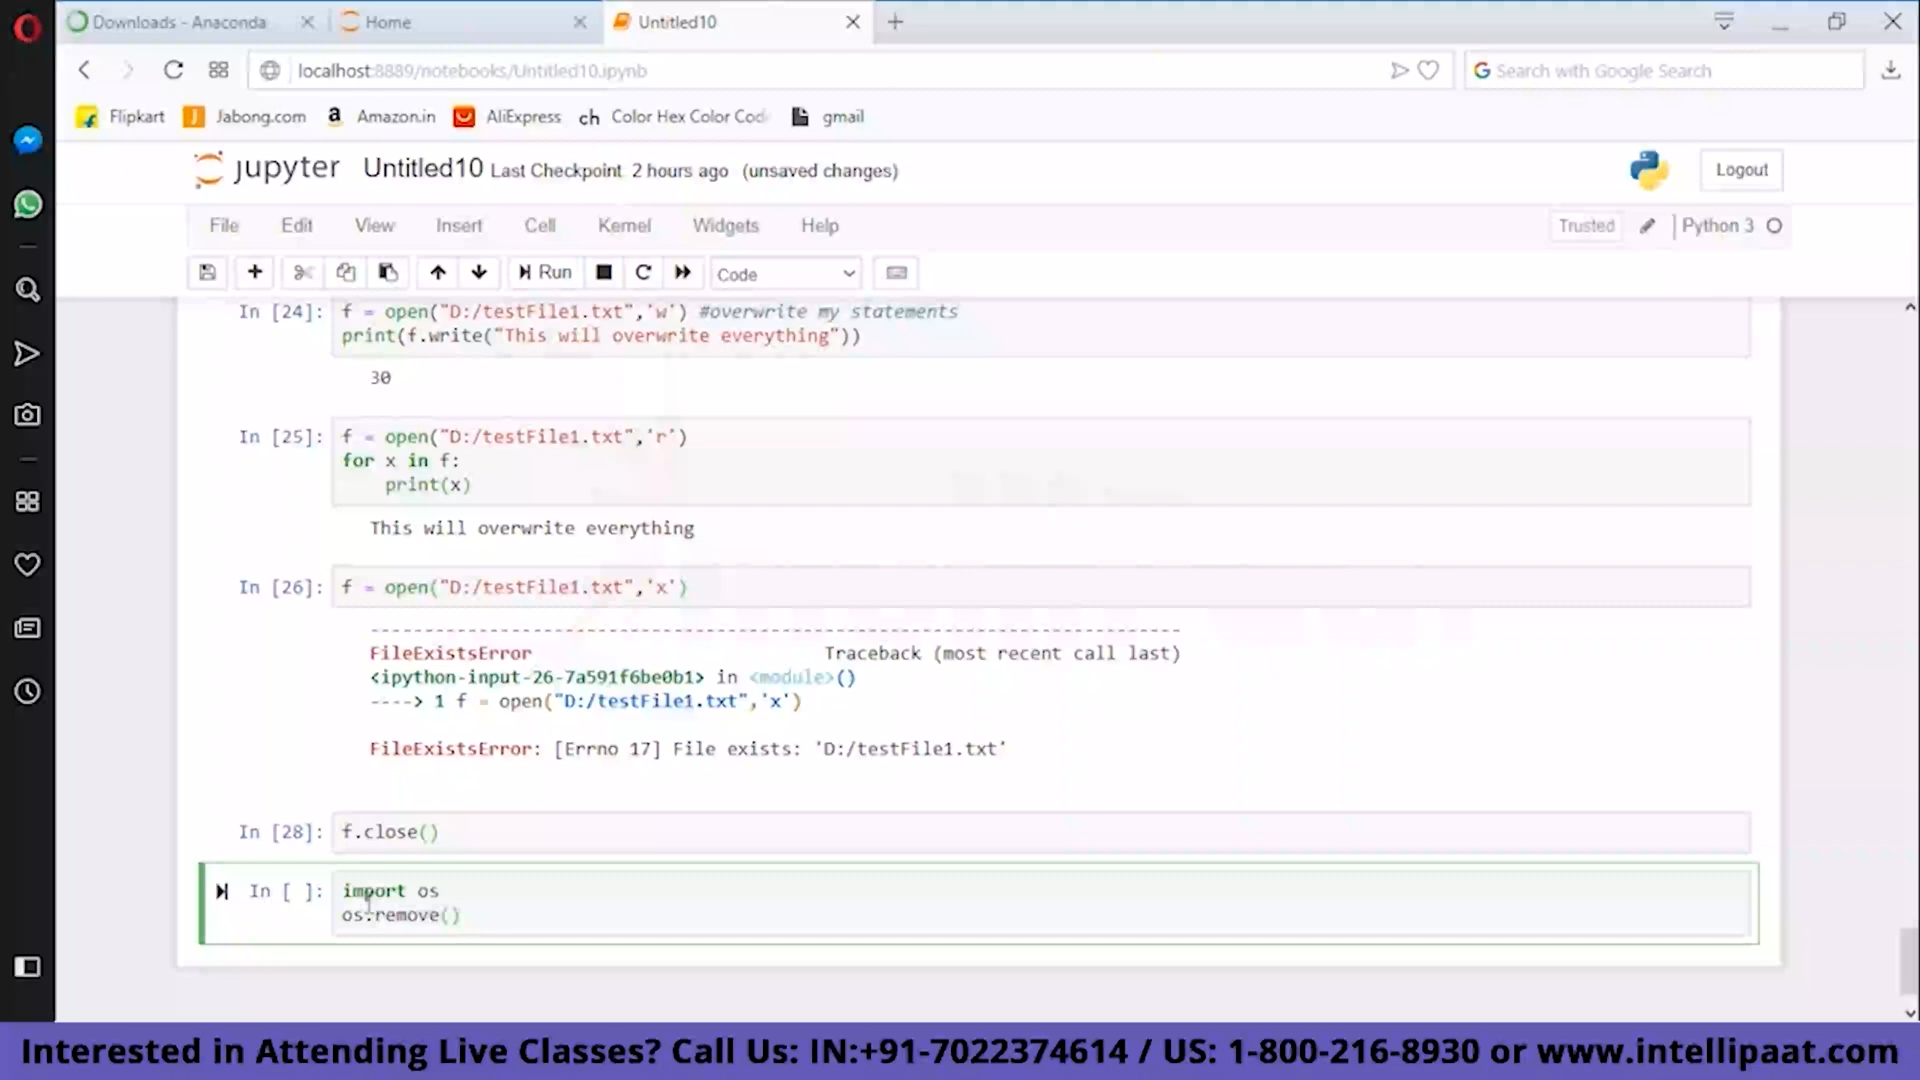 Downloads - Anaconda
Home
Untitled10
localhost:8889/notebooks/Untitled10.ipynb
Search with Google Search
Flipkart
Jabong.com
Amazon.in
AliExpress
ch Color Hex Color Cod
gmail
jupyter Untitled10 Last Checkpoint 2 hours ago (unsaved changes)
Logout
File Edit View Insert Cell Kernel Widgets Help
Trusted
Python 3
Run
Code
In [24]: f = open("D:/testFile1.txt",'w') #overwrite my statements
print(f.write("This will overwrite everything"))
30
In [25]: f = open("D:/testFile1.txt",'r')
for x in f:
print(x)
This will overwrite everything
In [26]: f = open("D:/testFile1.txt",'x')
---------------------------------------------------------------------------
FileExistsError Traceback (most recent call last)
<ipython-input-26-7a591f6be0b1> in <module>()
----> 1 f = open("D:/testFile1.txt",'x')
FileExistsError: [Errno 17] File exists: 'D:/testFile1.txt'
In [28]: f.close()
In [ ]: import os
os.remove()
Interested in Attending Live Classes? Call Us: IN:+91-7022374614 / US: 1-800-216-8930 or www.intellipaat.com